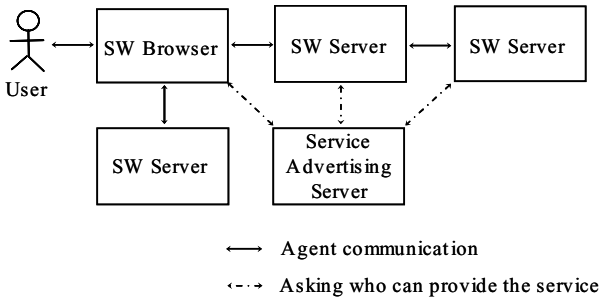 SW Browser
SW Server
SW Server
User
SW Server
Service
Advertising
Server
Agent communication
Asking who can provide the service